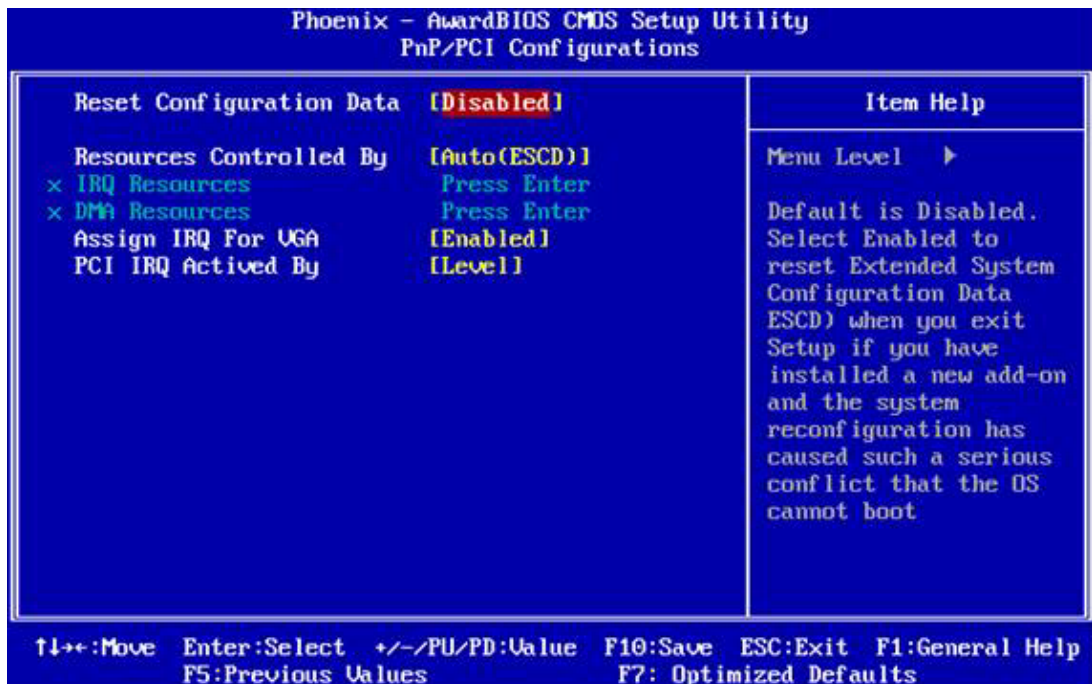 Phoenix - AwardBIOS CMOS Setup Utility
PnP/PCI Configurations
Reset Configuration Data [Disabled]
Resources Controlled By [Auto(ESCD)]
x IRQ Resources Press Enter
x DMA Resources Press Enter
Assign IRQ For VGA [Enabled]
PCI IRQ Actived By [Level]
Item Help
Menu Level ▶
Default is Disabled.
Select Enabled to
reset Extended System
Configuration Data
ESCD) when you exit
Setup if you have
installed a new add-on
and the system
reconfiguration has
caused such a serious
conflict that the OS
cannot boot
↑↓→←:Move Enter:Select +/-/PU/PD:Value F10:Save ESC:Exit F1:General Help
F5:Previous Values F7: Optimized Defaults